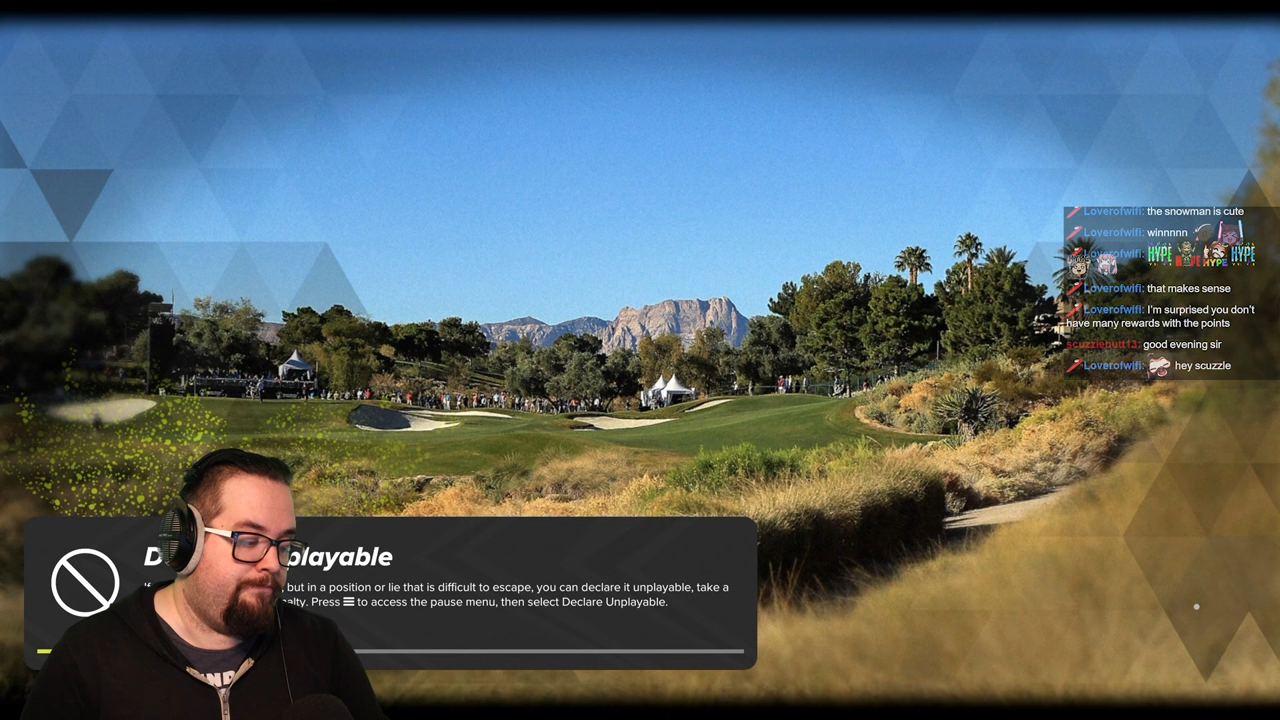 Loverofwifi: the snowman is cute
Loverofwifi: winnnnn
Loverofwifi: HYPE HYPE HYPE HYPE
Loverofwifi: that makes sense
Loverofwifi: I'm surprised you don't
have many rewards with the points
scuzziebutt13: good evening sir
Loverofwifi: hey scuzzle
D playable
but in a position or lie that is difficult to escape, you can declare it unplayable, take a
alty. Press to access the pause menu, then select Declare Unplayable.